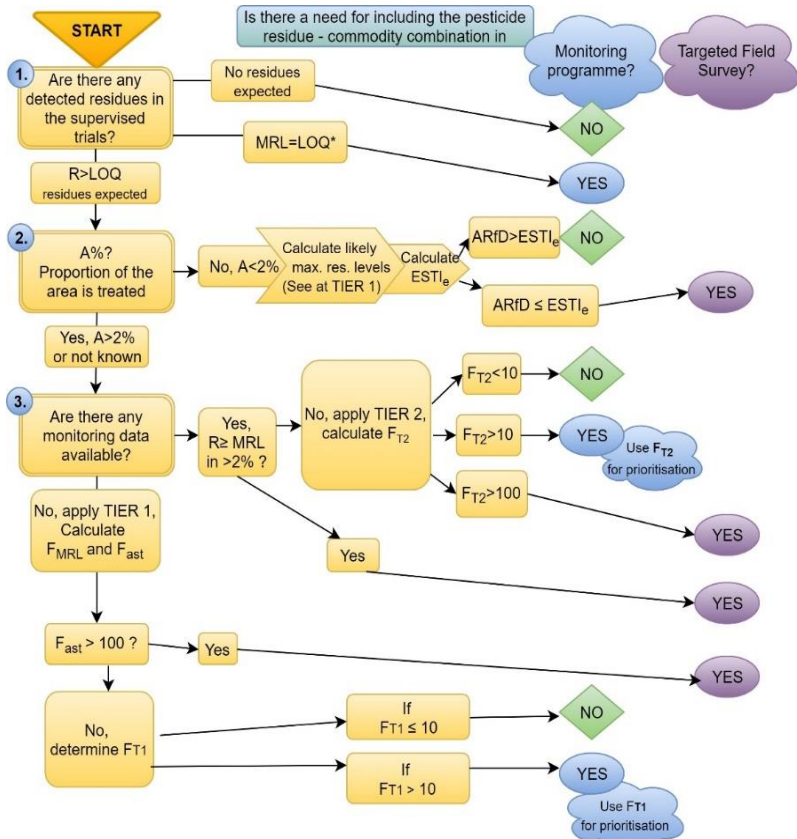 START
Is there a need for including the pesticide
residue - commodity combination in
Monitoring
programme?
Targeted Field
Survey?
1.
Are there any
detected residues in
the supervised
trials?
No residues
expected
NO
MRL=LOQ*
YES
R>LOQ
residues expected
2.
A%?
Proportion of the
area is treated
No, A<2%
Calculate likely
max. res. levels
(See at TIER 1)
Calculate
ESTIₑ
ARfD>ESTIₑ
NO
ARfD ≤ ESTIₑ
YES
Yes, A>2%
or not known
3.
Are there any
monitoring data
available?
Yes,
R≥ MRL
in >2% ?
No, apply TIER 2,
calculate FT2
FT2<10
NO
FT2>10
YES
Use FT2
for prioritisation
FT2>100
YES
Yes
YES
No, apply TIER 1,
Calculate
FMRL and Fast
Fast > 100 ?
Yes
YES
No,
determine FT1
If
FT1 ≤ 10
NO
If
FT1 > 10
YES
Use FT1
for prioritisation